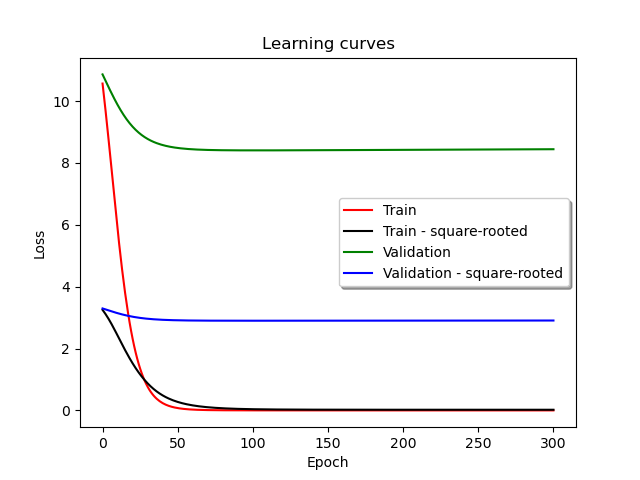 Learning curves
10
8
6
4
2
0
Loss
Train
Train - square-rooted
Validation
Validation - square-rooted
0 50 100 150 200 250 300
Epoch